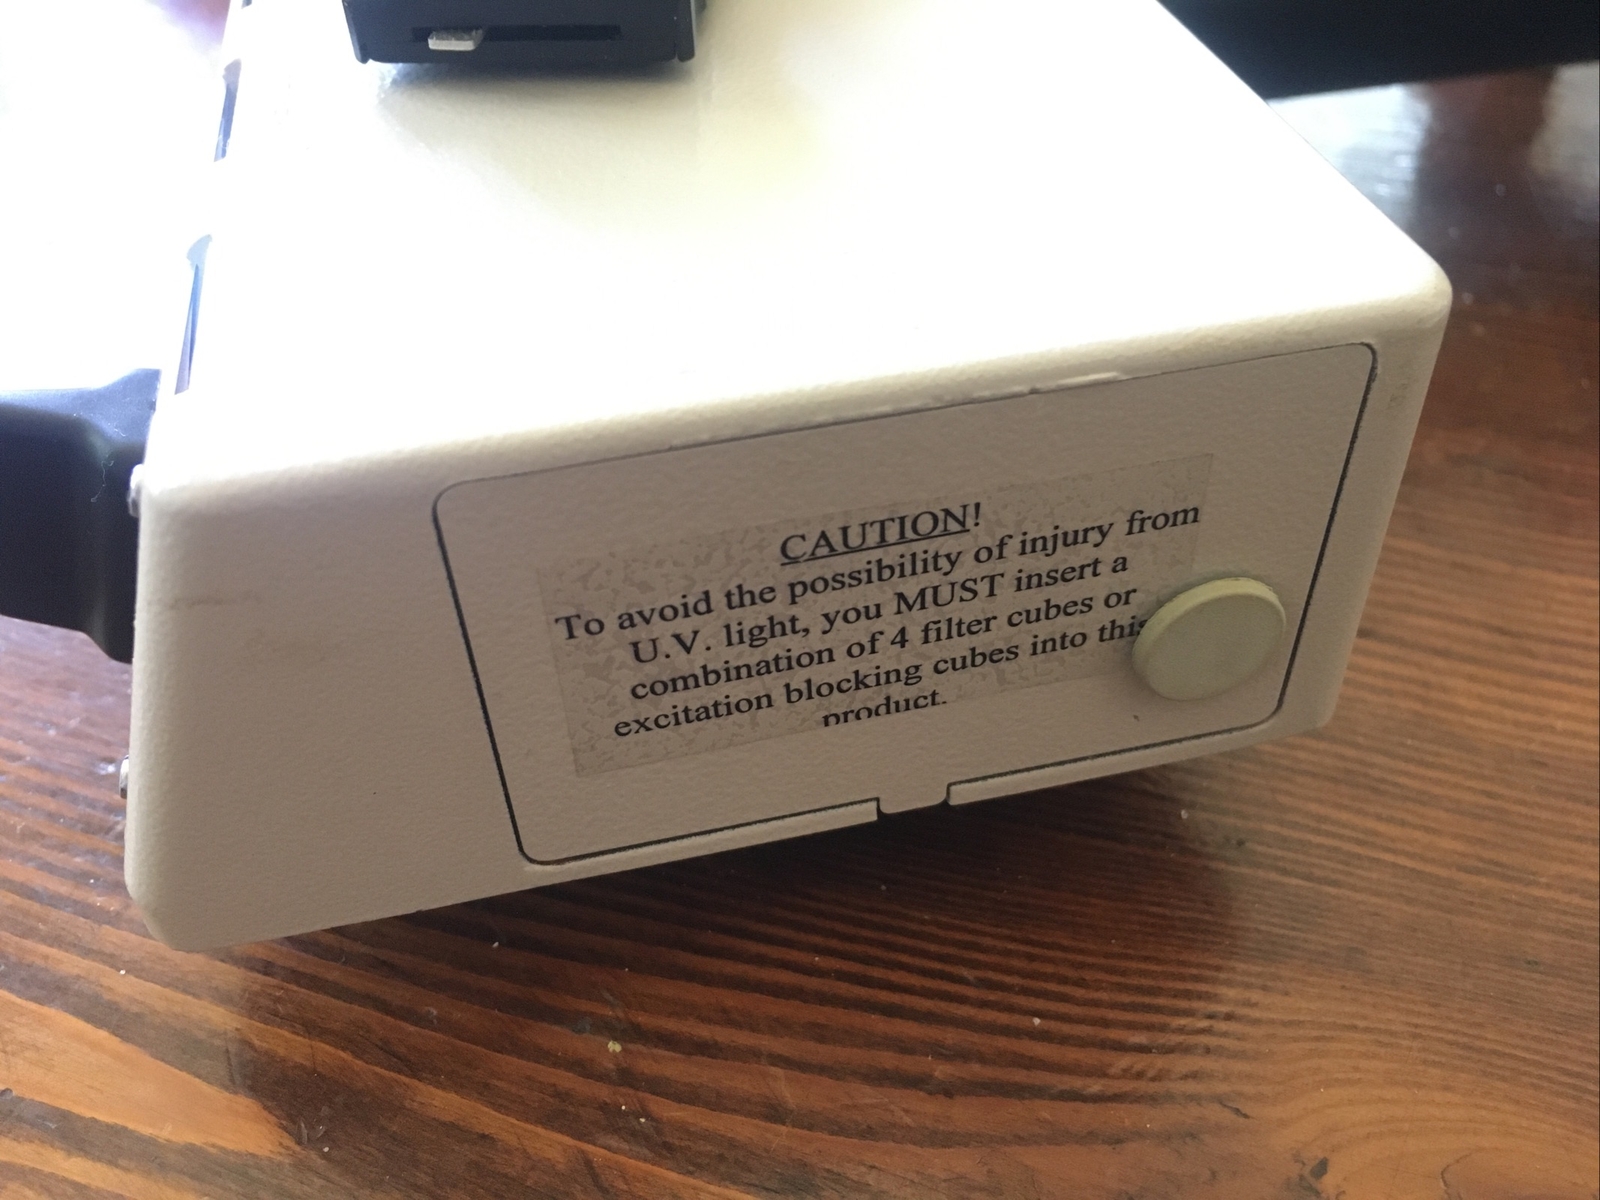 CAUTION!
To avoid the possibility of injury from
U.V. light, you MUST insert a
combination of 4 filter cubes or
excitation blocking cubes into this
product.